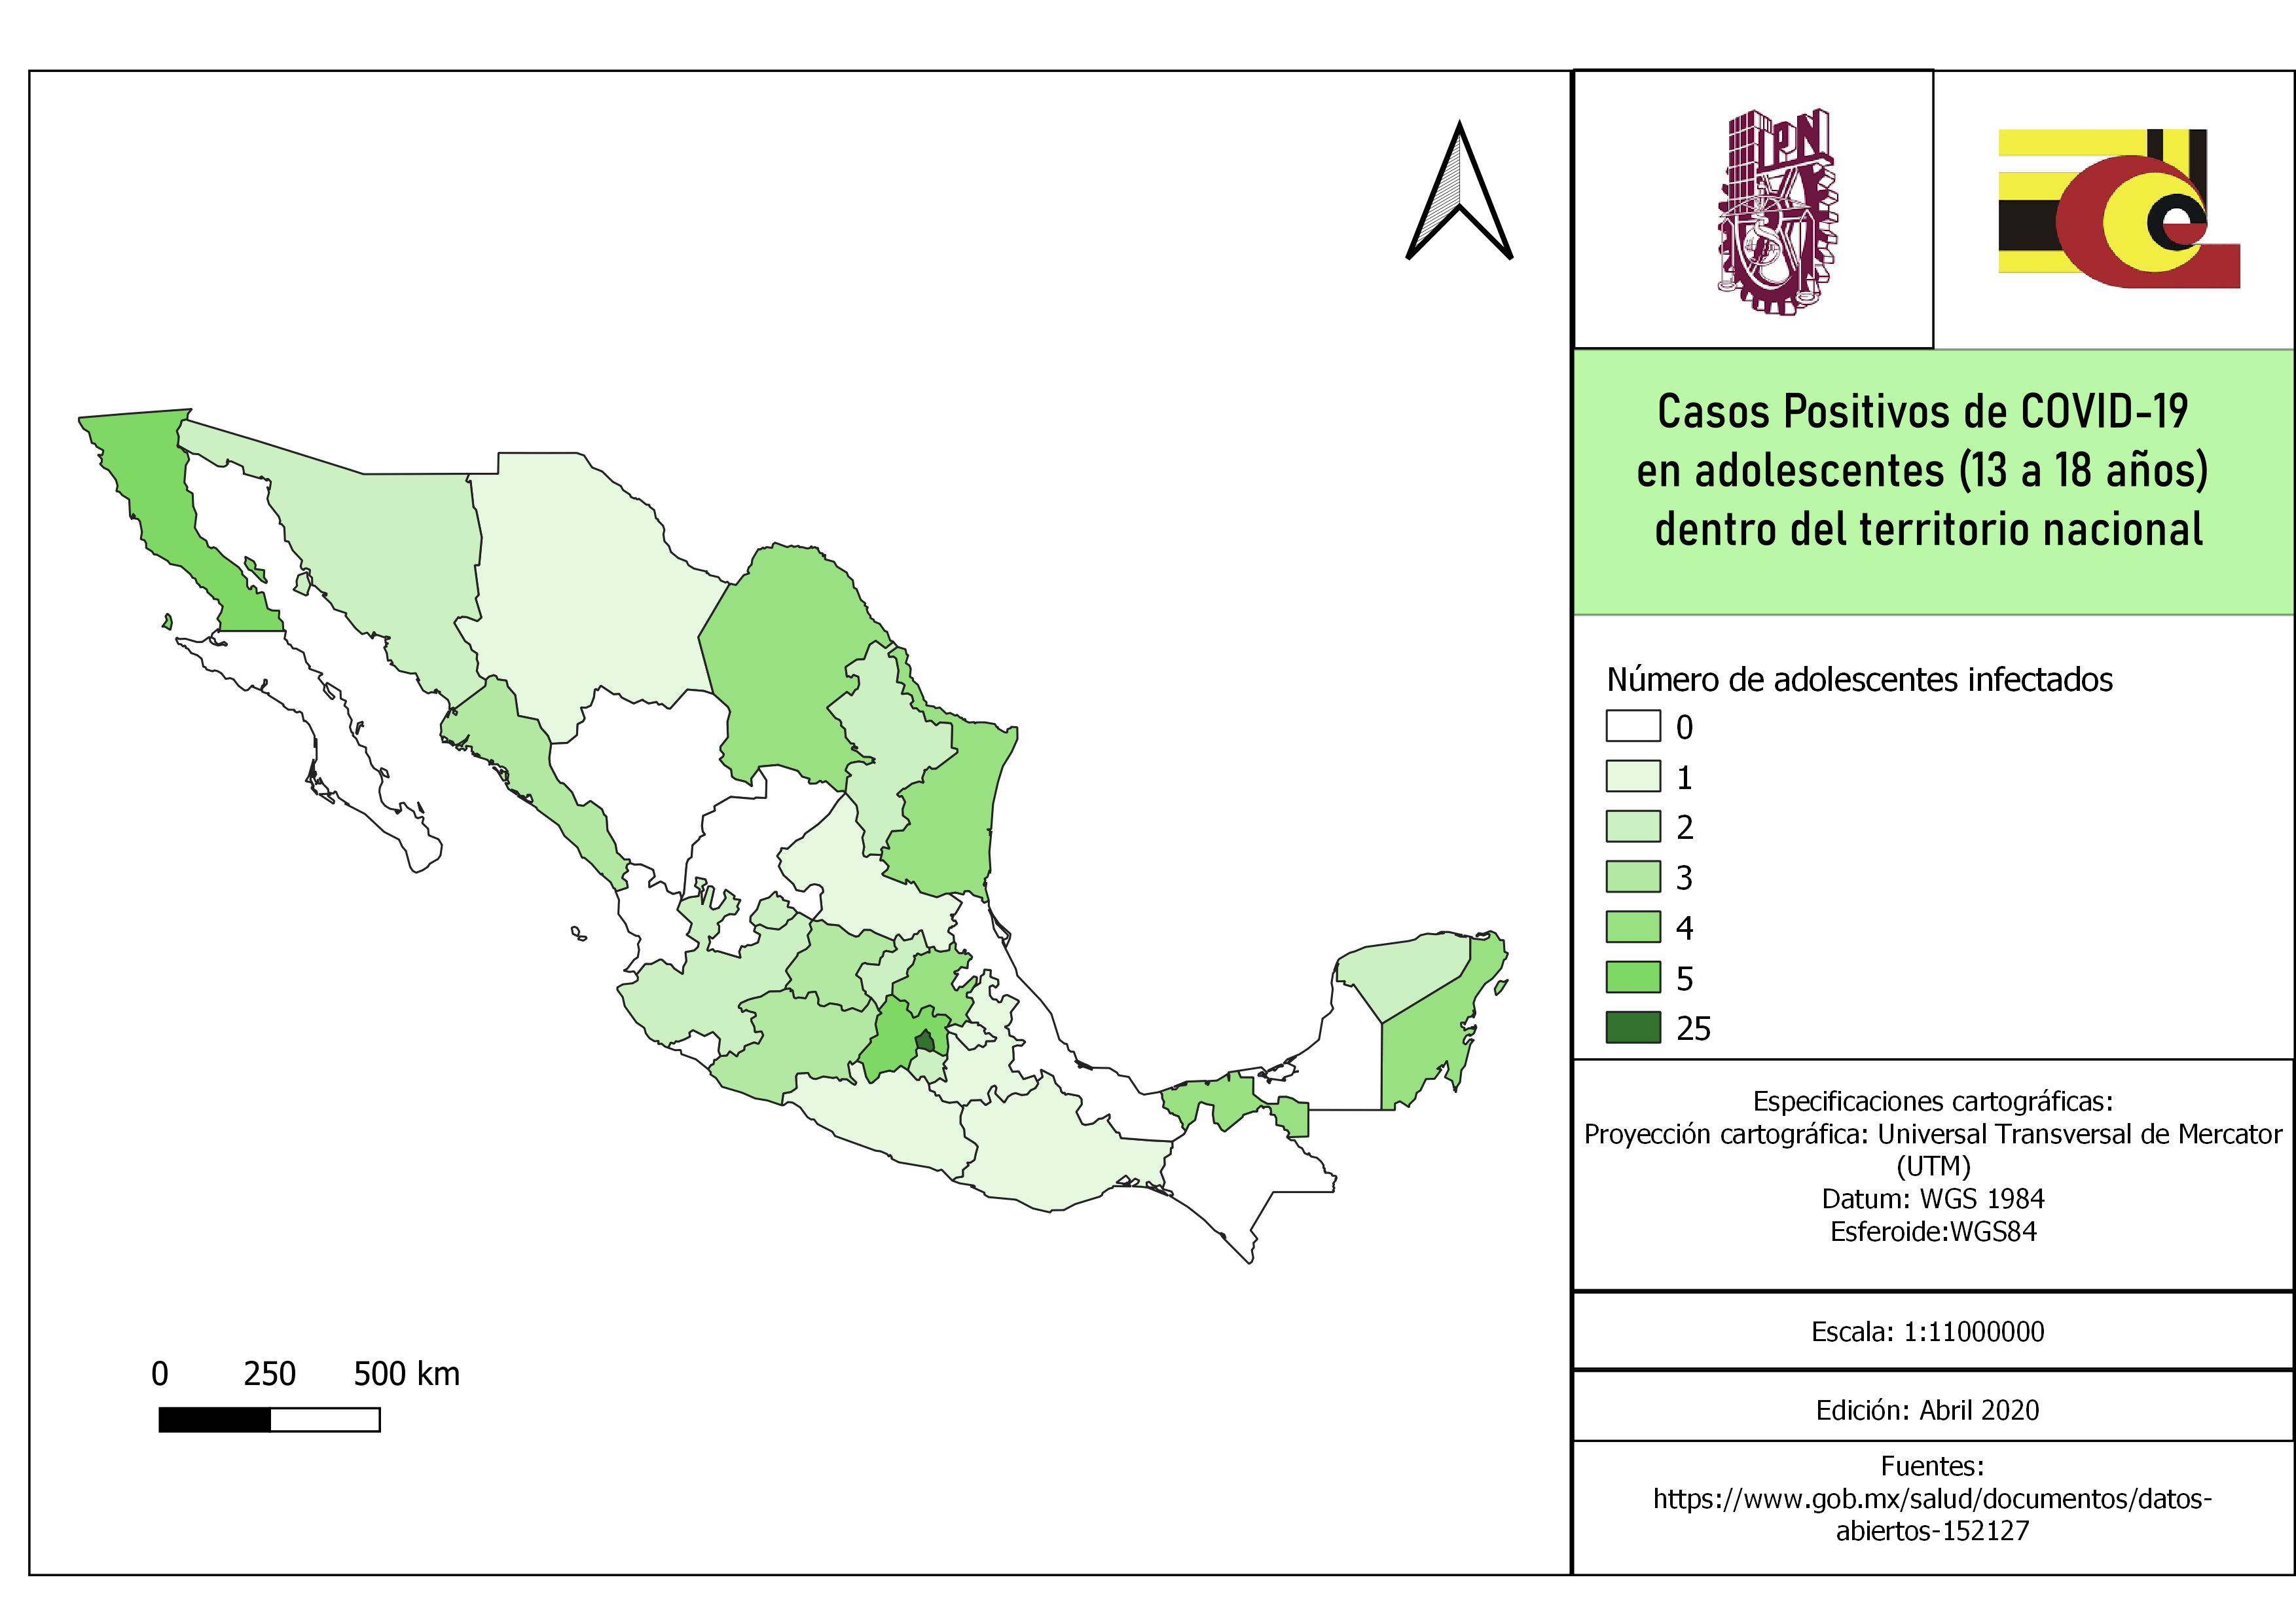 IPN
Casos Positivos de COVID-19
en adolescentes (13 a 18 años)
dentro del territorio nacional
Número de adolescentes infectados
0
1
2
3
4
5
25
Especificaciones cartográficas:
Proyección cartográfica: Universal Transversal de Mercator
(UTM)
Datum: WGS 1984
Esferoide:WGS84
Escala: 1:11000000
Edición: Abril 2020
Fuentes:
https://www.gob.mx/salud/documentos/datos-
abiertos-152127
0 250 500 km